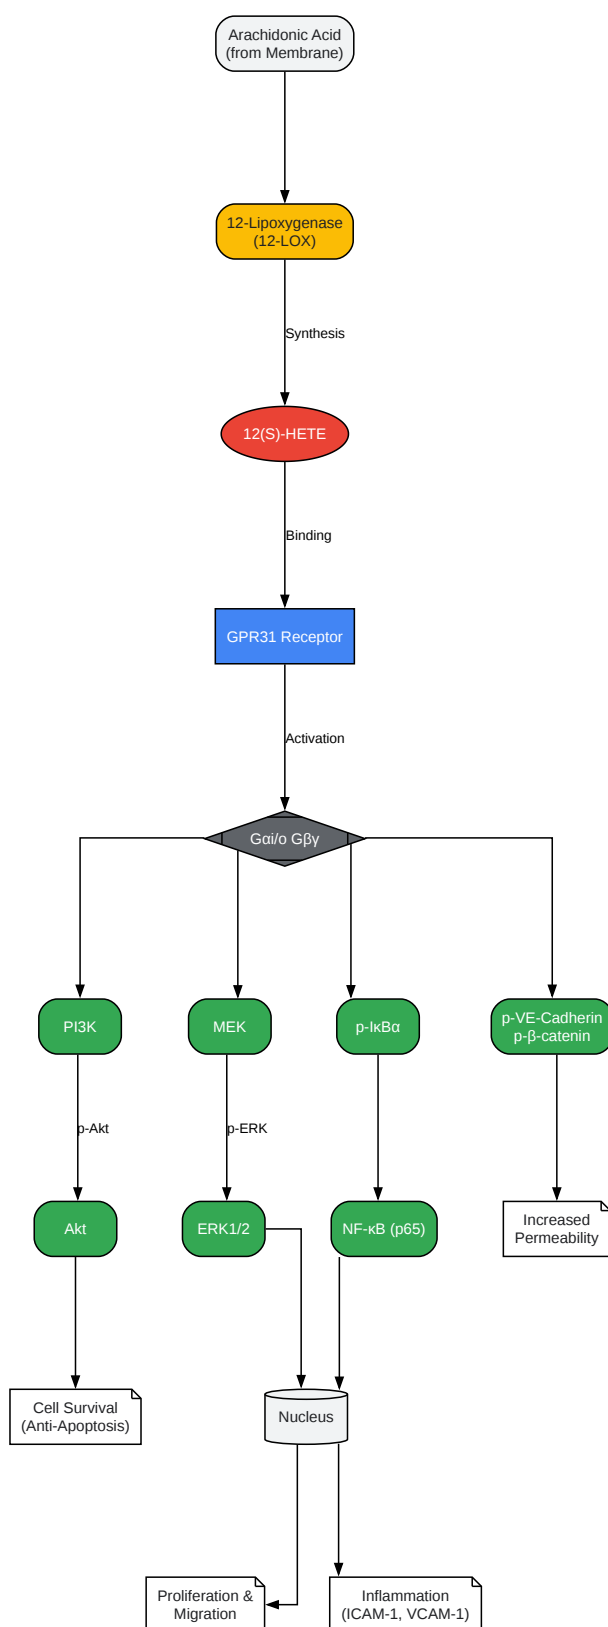 Arachidonic Acid
(from Membrane)
12-Lipoxygenase
(12-LOX)
Synthesis
12(S)-HETE
Binding
GPR31 Receptor
Activation
Gαi/o Gβγ
PI3K
MEK
p-IκBα
p-VE-Cadherin
p-β-catenin
p-Akt
p-ERK
Akt
ERK1/2
NF-κB (p65)
Increased
Permeability
Cell Survival
(Anti-Apoptosis)
Nucleus
Proliferation &
Migration
Inflammation
(ICAM-1, VCAM-1)